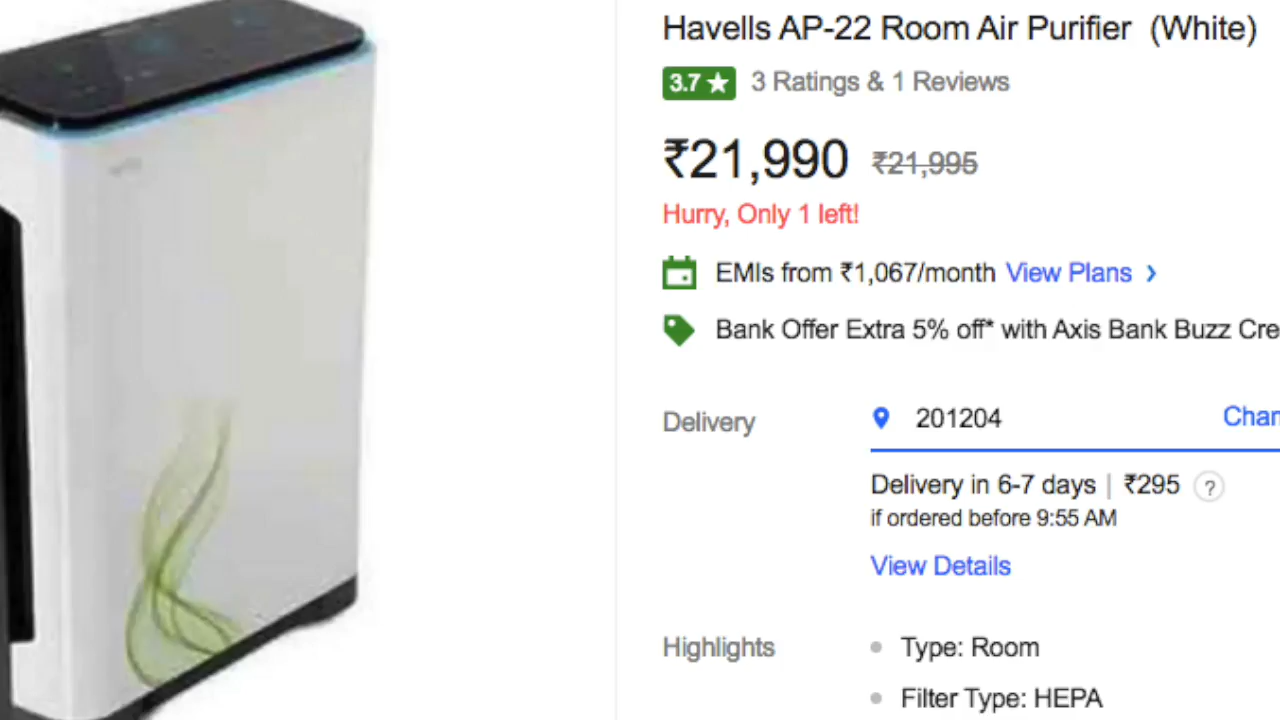 Havells AP-22 Room Air Purifier (White)
3.7 ★ 3 Ratings & 1 Reviews
₹21,990 ₹21,995
Hurry, Only 1 left!
EMIs from ₹1,067/month View Plans ›
Bank Offer Extra 5% off* with Axis Bank Buzz Cre
Delivery 201204 Chan
Delivery in 6-7 days | ₹295 ?
if ordered before 9:55 AM
View Details
Highlights • Type: Room
• Filter Type: HEPA